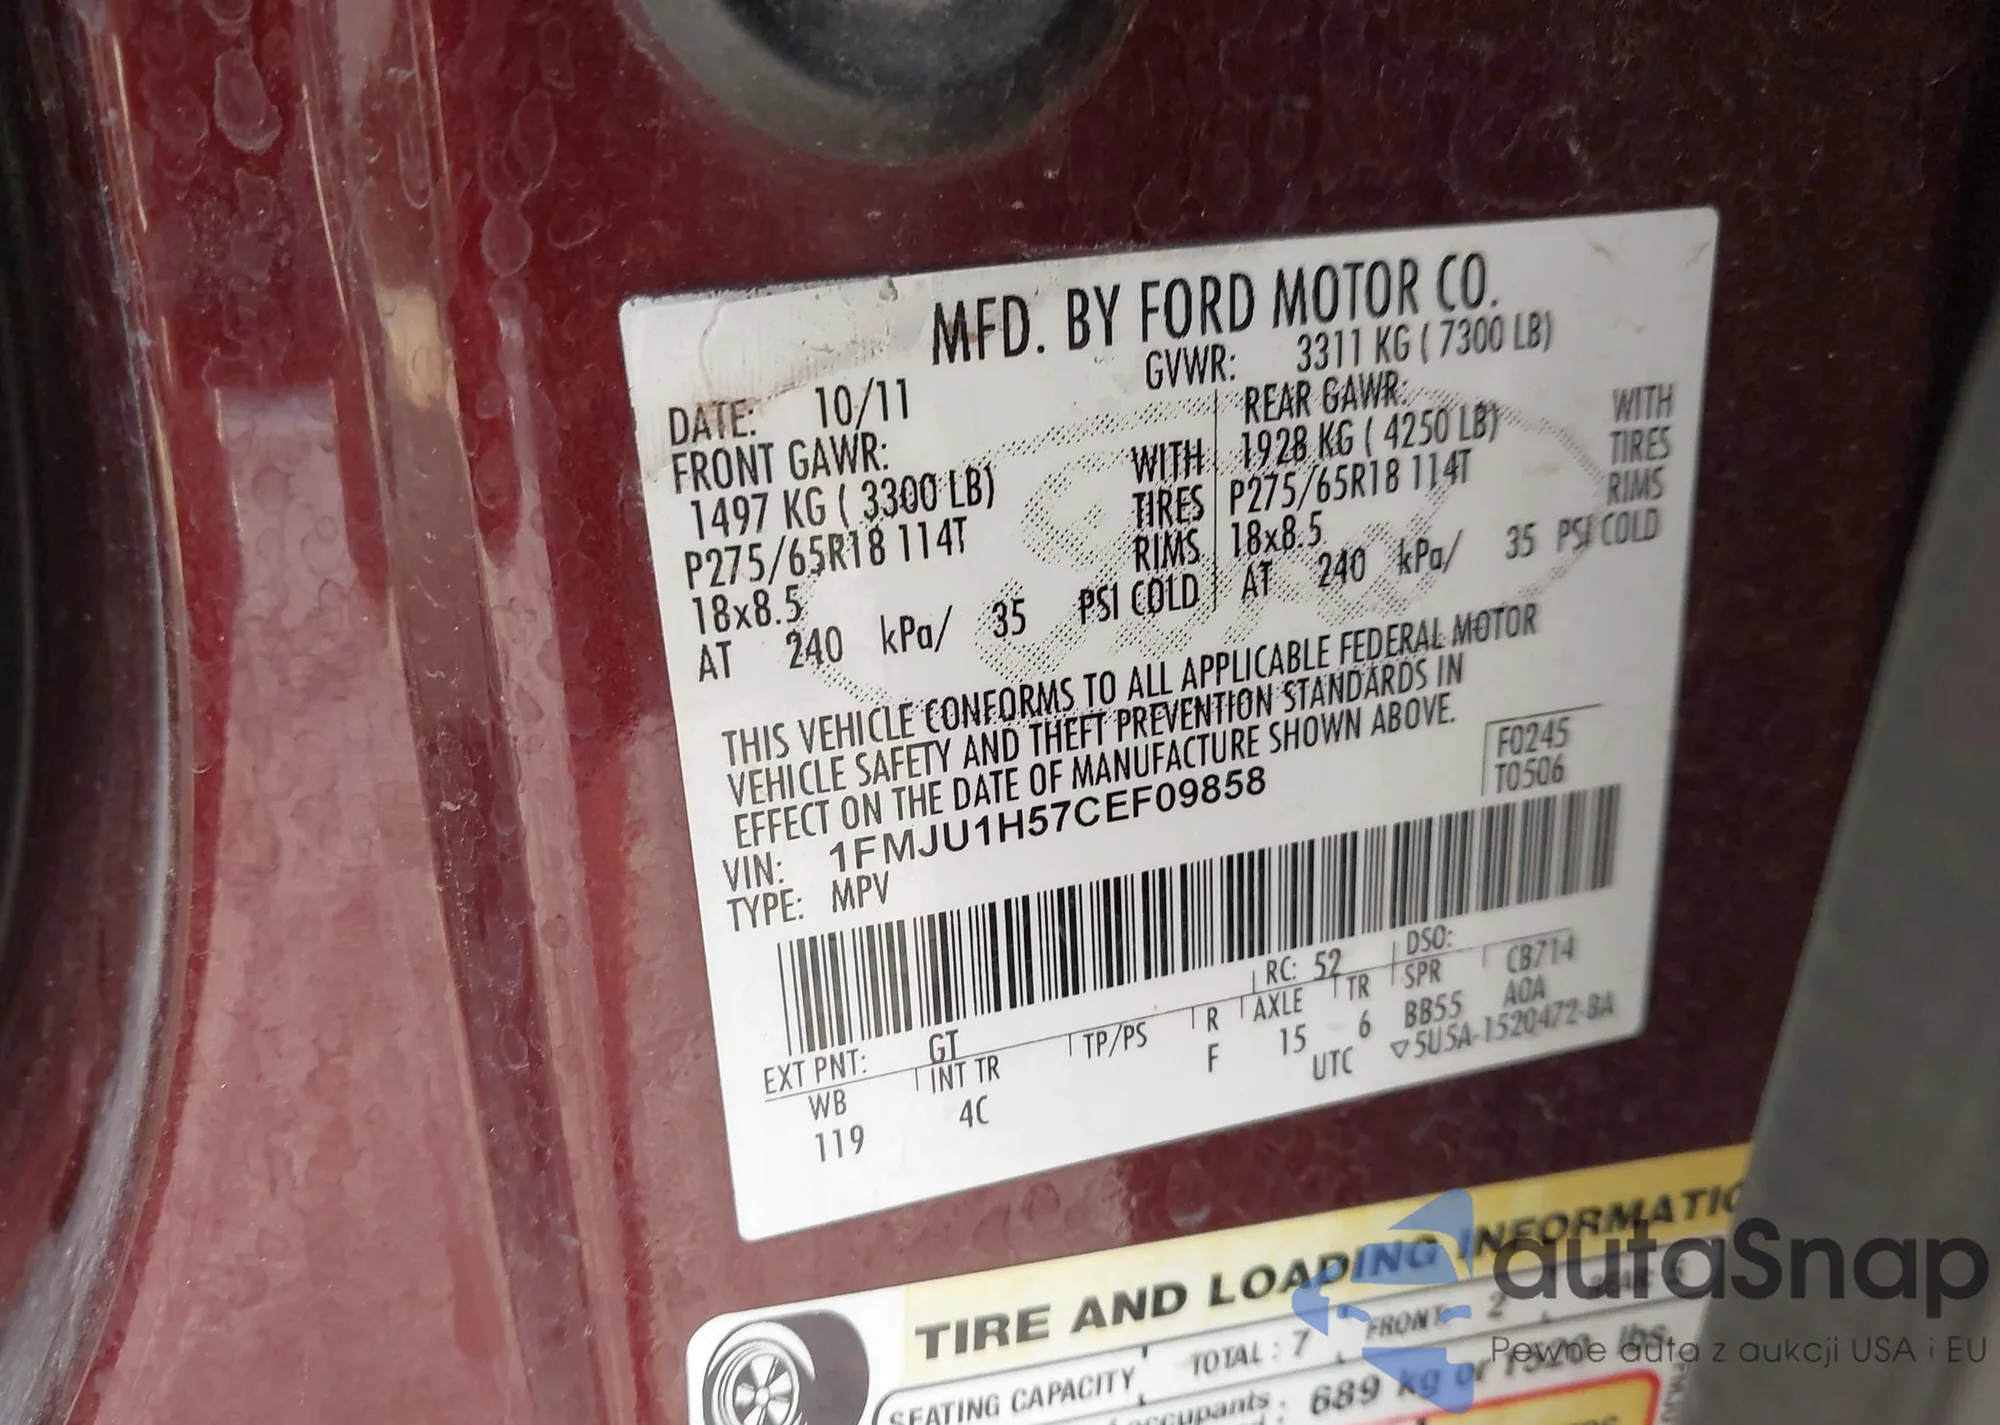 MFD. BY FORD MOTOR CO.
DATE: 10/11 GVWR: 3311 KG ( 7300 LB)
FRONT GAWR: REAR GAWR:
1497 KG ( 3300 LB) WITH 1928 KG ( 4250 LB) WITH
P275/65R18 114T TIRES P275/65R18 114T TIRES
18x8.5 RIMS 18x8.5 RIMS
AT 240 kPa/ 35 PSI COLD AT 240 kPa/ 35 PSI COLD
THIS VEHICLE CONFORMS TO ALL APPLICABLE FEDERAL MOTOR
VEHICLE SAFETY AND THEFT PREVENTION STANDARDS IN
EFFECT ON THE DATE OF MANUFACTURE SHOWN ABOVE.
F0245
T0506
VIN: 1FMJU1H57CEF09858
TYPE: MPV
EXT PNT: GT RC: 52 DSO: CB714
WB INT TR TP/PS R AXLE TR SPR A0A
119 4C F 15 6 BB55
UTC ▽5U5A-1520472-BA
TIRE AND LOADING INFORMATIO
SEATING CAPACITY TOTAL : 7 FRONT: 2
occupants 689 kg or 1520 lbs.
autaSnap
Pewne auta z aukcji USA i EU